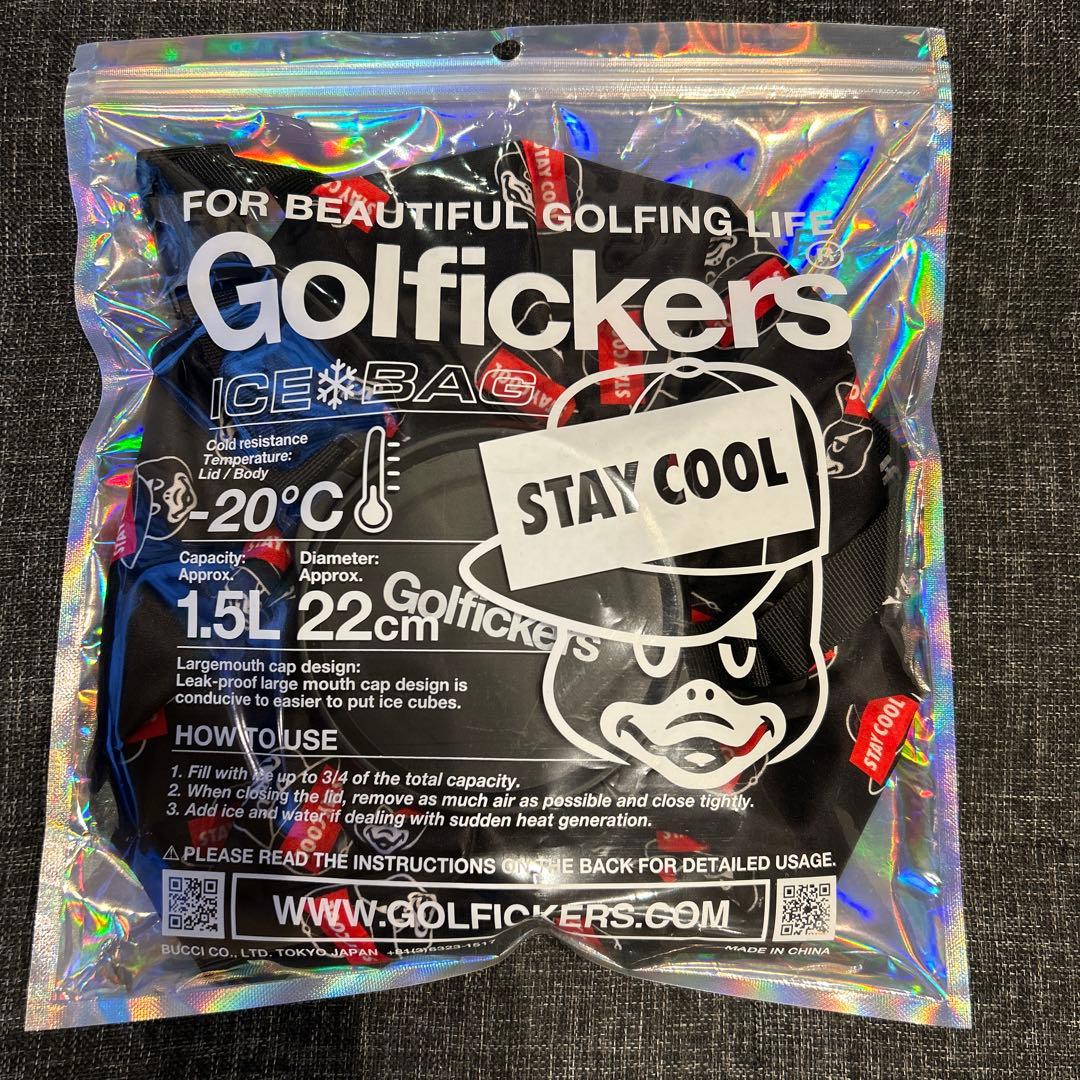 FOR BEAUTIFUL GOLFING LIFE
Golfickers®
ICE BAG
Cold resistance
Temperature:
Lid / Body
-20°C
STAY COOL
Capacity:
Approx.
1.5L
Diameter:
Approx.
22cm
Golfickers
Largemouth cap design:
Leak-proof large mouth cap design is
conducive to easier to put ice cubes.
HOW TO USE
1. Fill with ice up to 3/4 of the total capacity.
2. When closing the lid, remove as much air as possible and close tightly.
3. Add ice and water if dealing with sudden heat generation.
STAY COOL
⚠PLEASE READ THE INSTRUCTIONS ON THE BACK FOR DETAILED USAGE.
WWW.GOLFICKERS.COM
BUCCI CO., LTD. TOKYO JAPAN
MADE IN CHINA